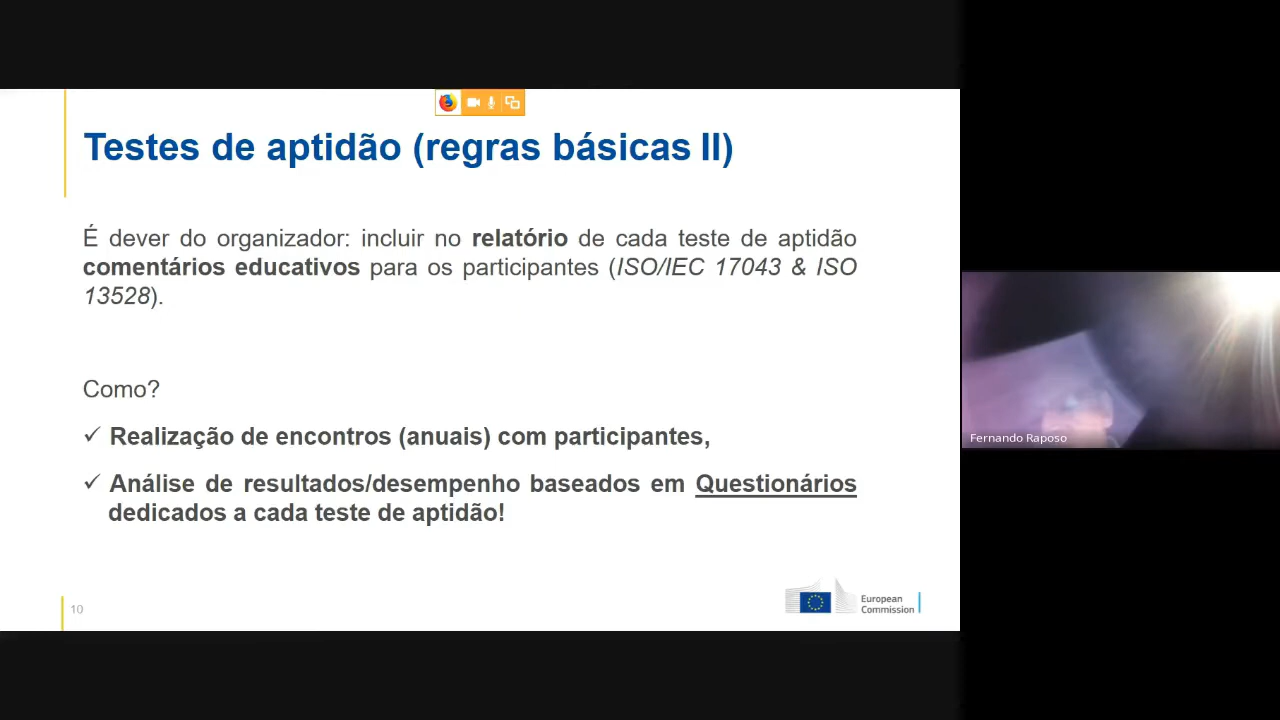 Testes de aptidão (regras básicas II)
É dever do organizador: incluir no relatório de cada teste de aptidão
comentários educativos para os participantes (ISO/IEC 17043 & ISO
13528).
Como?
✓ Realização de encontros (anuais) com participantes,
✓ Análise de resultados/desempenho baseados em Questionários
dedicados a cada teste de aptidão!
10
European
Commission
Fernando Raposo